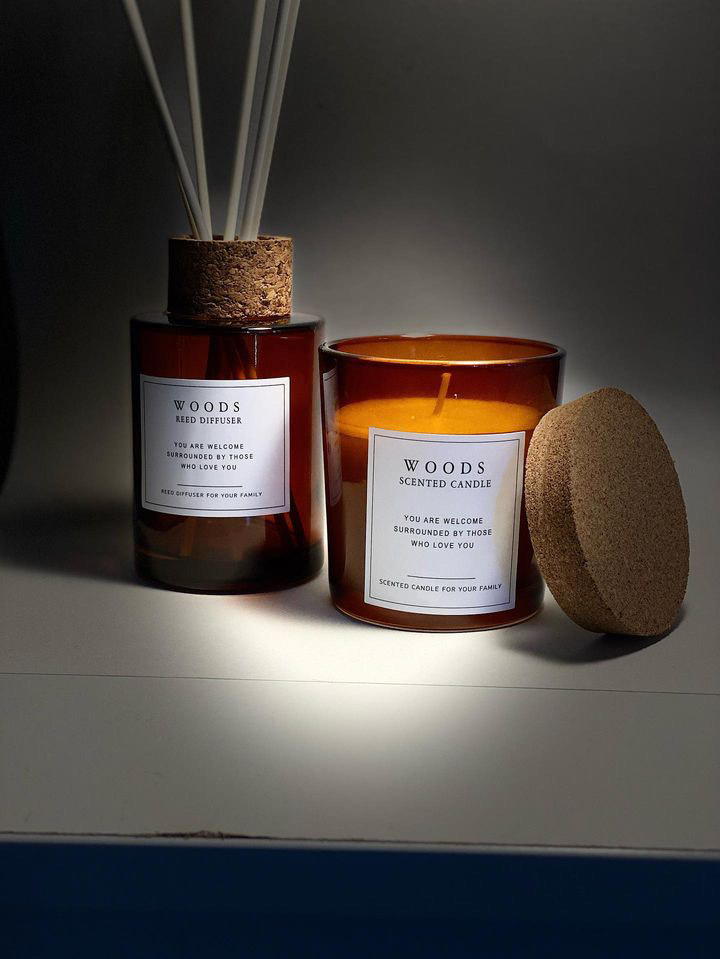 WOODS
REED DIFFUSER
YOU ARE WELCOME
SURROUNDED BY THOSE
WHO LOVE YOU
REED DIFFUSER FOR YOUR FAMILY
WOODS
SCENTED CANDLE
YOU ARE WELCOME
SURROUNDED BY THOSE
WHO LOVE YOU
SCENTED CANDLE FOR YOUR FAMILY